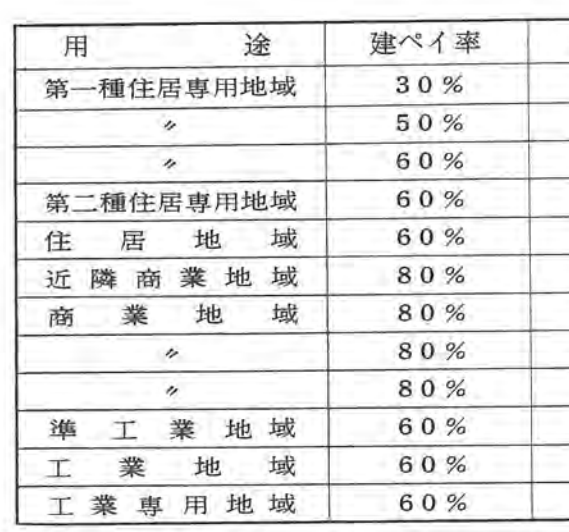 用途 建ペイ率
第一種住居専用地域 30%
〃 50%
〃 60%
第二種住居専用地域 60%
住居地域 60%
近隣商業地域 80%
商業地域 80%
〃 80%
〃 80%
準工業地域 60%
工業地域 60%
工業専用地域 60%